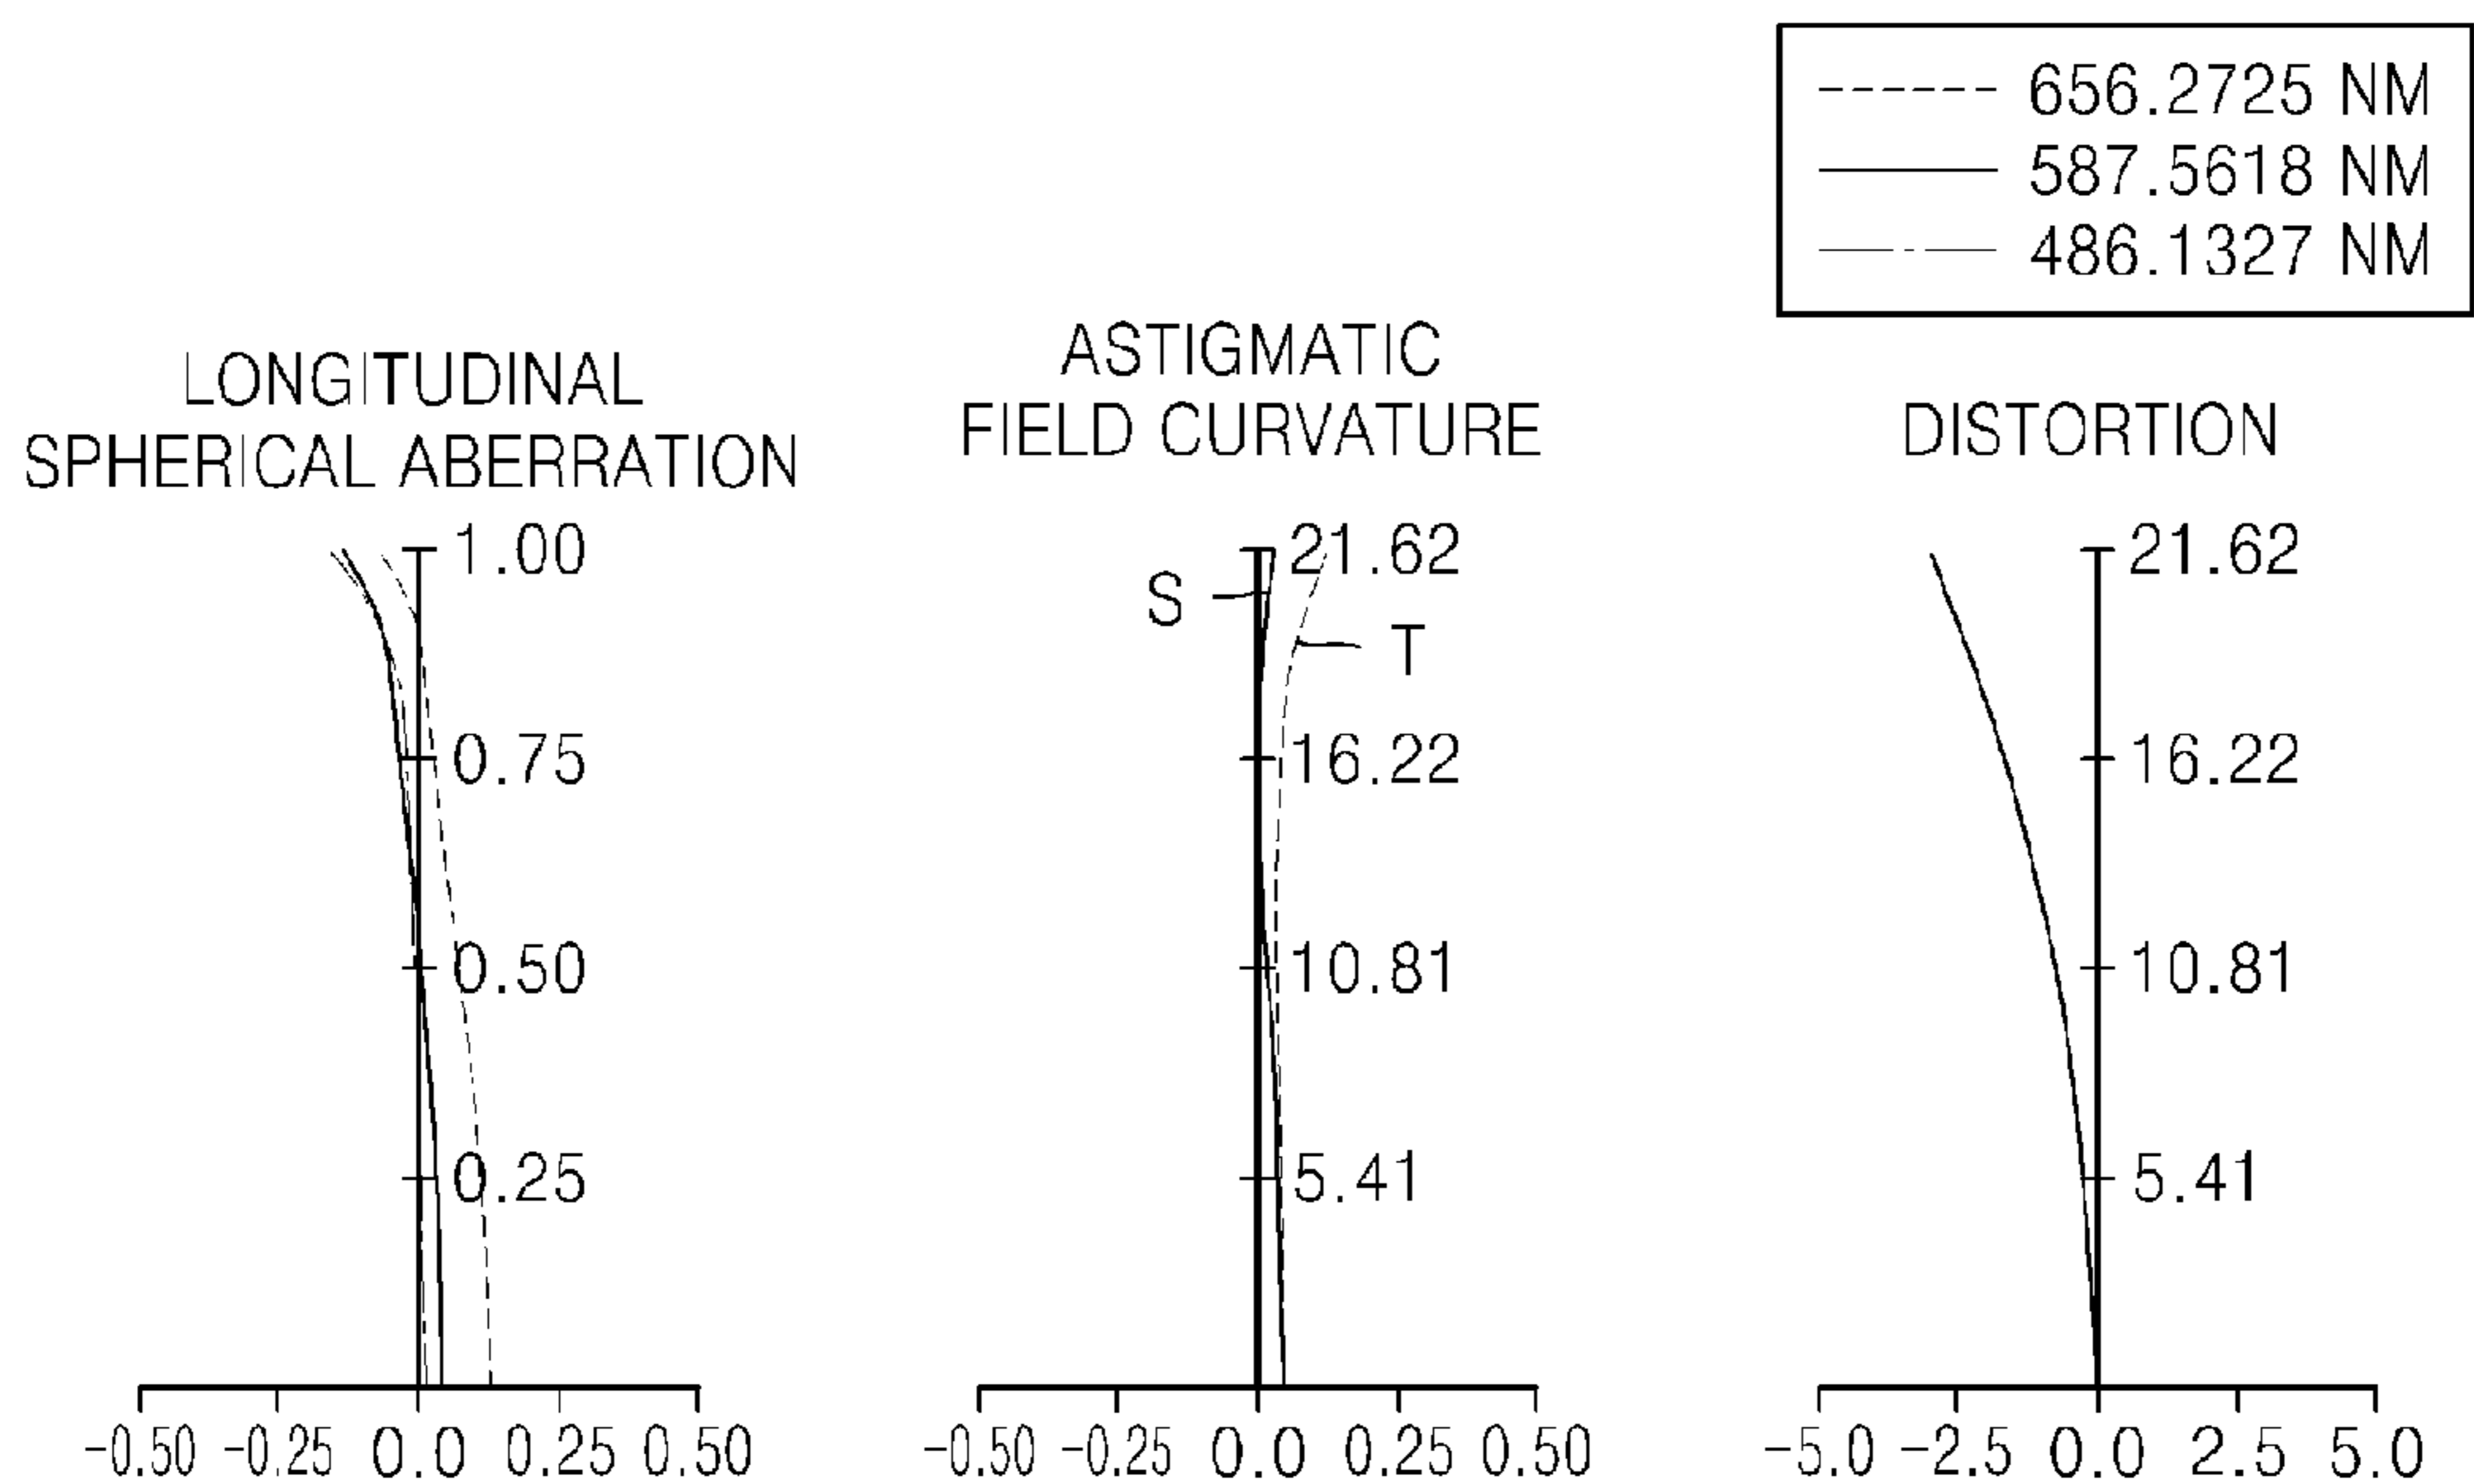 656.2725 NM
587.5618 NM
486.1327 NM
LONGITUDINAL
SPHERICAL ABERRATION
1.00
0.75
0.50
0.25
-0.50 -0.25 0.0 0.25 0.50
ASTIGMATIC
FIELD CURVATURE
21.62
S
T
16.22
10.81
5.41
-0.50 -0.25 0.0 0.25 0.50
DISTORTION
21.62
16.22
10.81
5.41
-5.0 -2.5 0.0 2.5 5.0